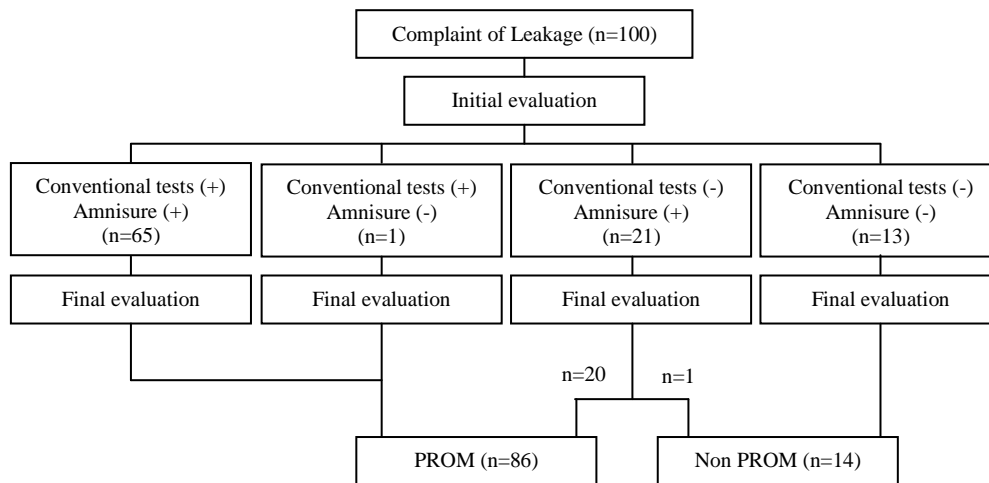 Complaint of Leakage (n=100)
Initial evaluation
Conventional tests (+)
Amnisure (+)
(n=65)
Conventional tests (+)
Amnisure (-)
(n=1)
Conventional tests (-)
Amnisure (+)
(n=21)
Conventional tests (-)
Amnisure (-)
(n=13)
Final evaluation
Final evaluation
Final evaluation
Final evaluation
n=20
n=1
PROM (n=86)
Non PROM (n=14)